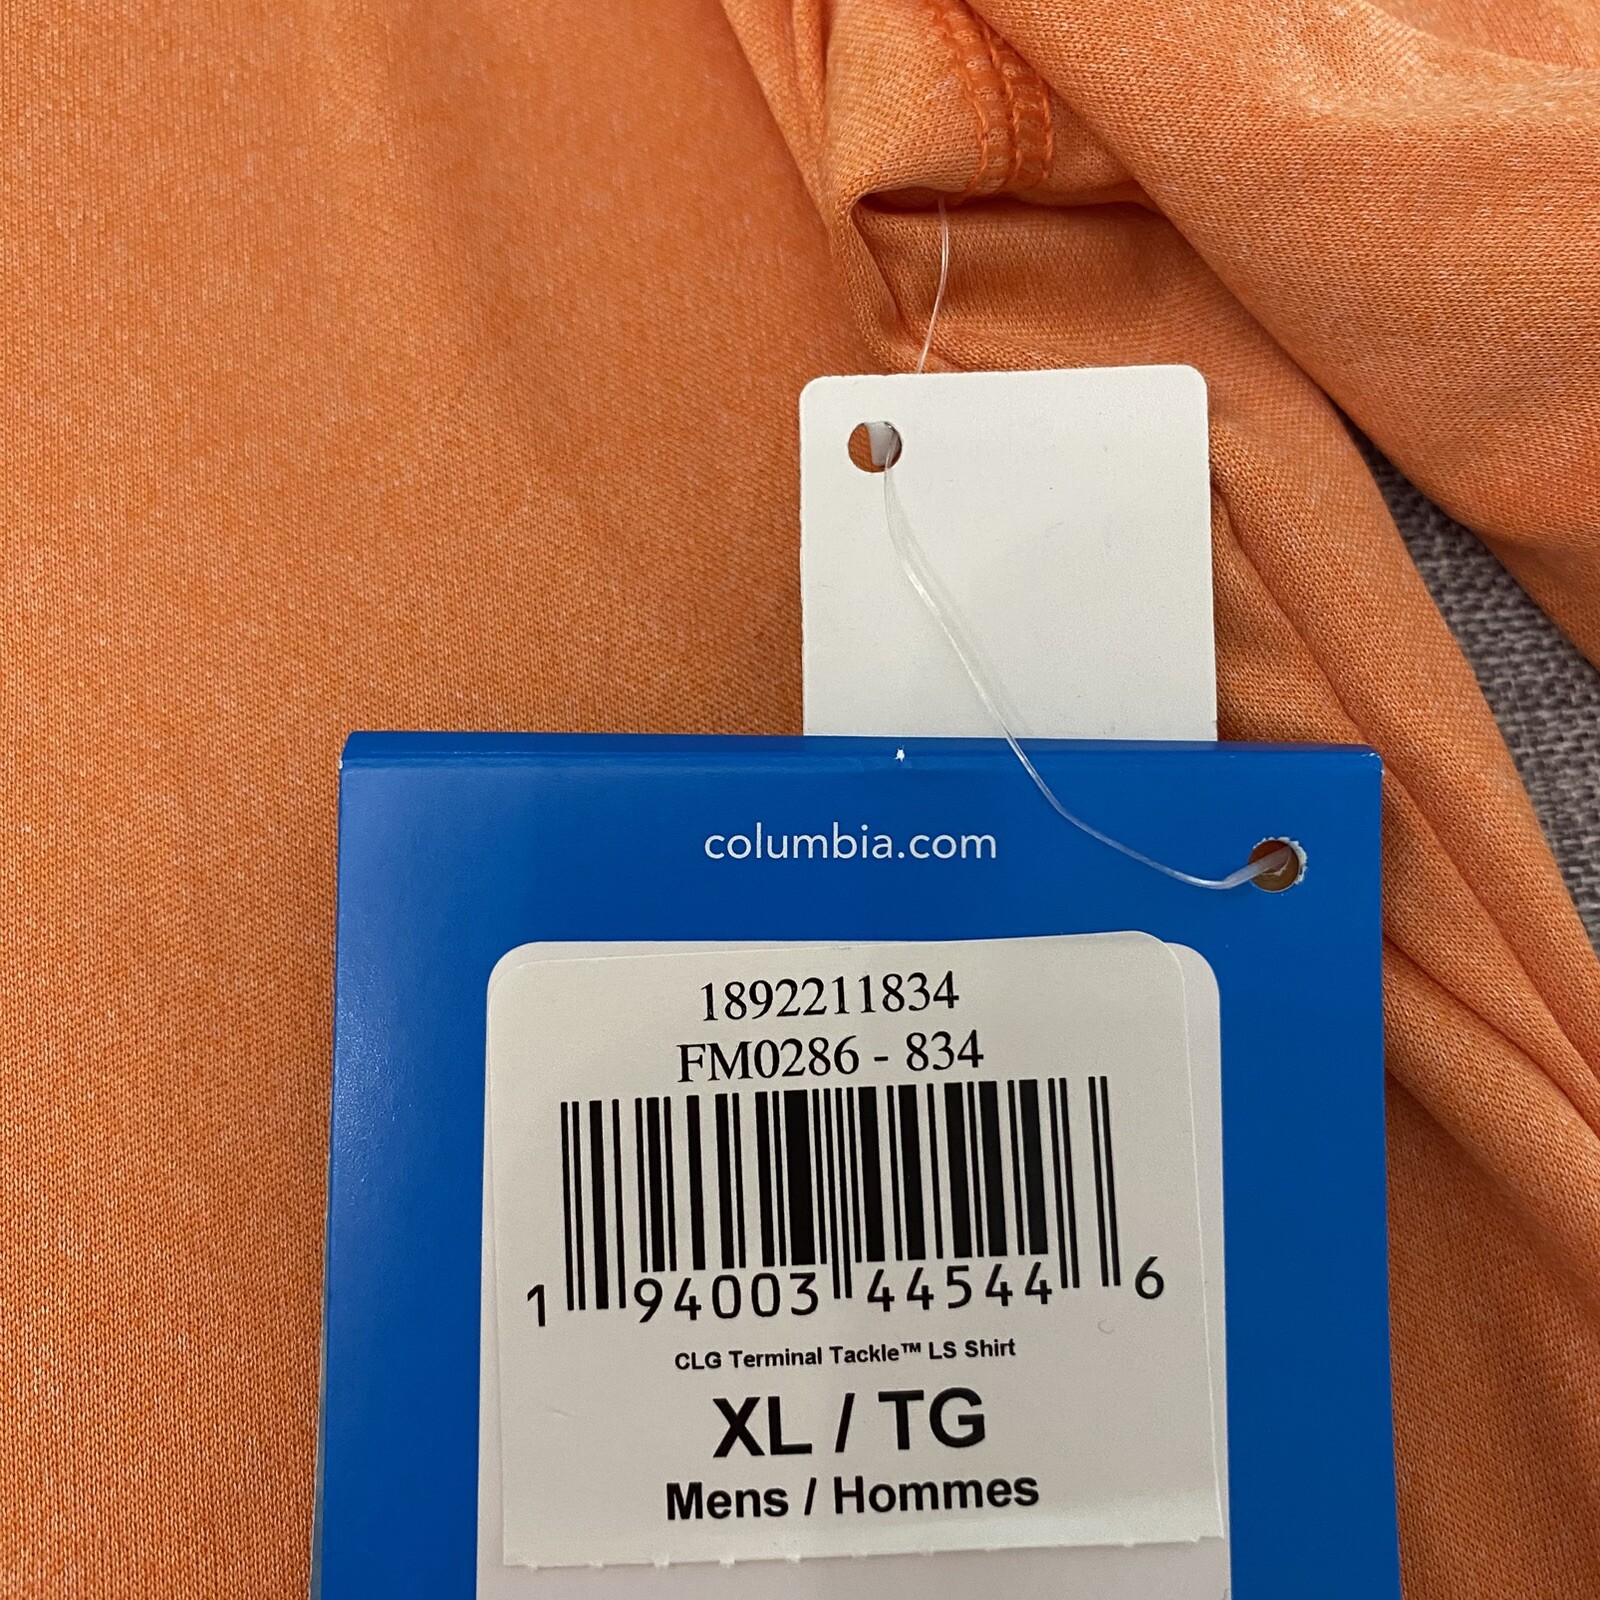 columbia.com
1892211834
FM0286 - 834
1 94003 44544 6
CLG Terminal Tackle™ LS Shirt
XL / TG
Mens / Hommes